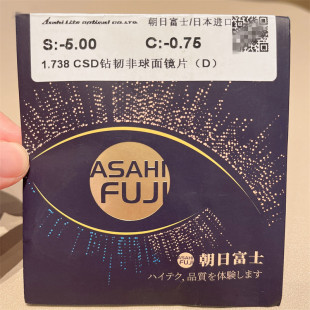 Asahi Lite Optical CO.,LTD.
朝日富士/日本进口
S:-5.00 C:-0.75
1.738 CSD钻韧非球面镜片（D）
ASAHI
FUJI
ASAHI FUJI 朝日富士
ハイテク,品質を体験します